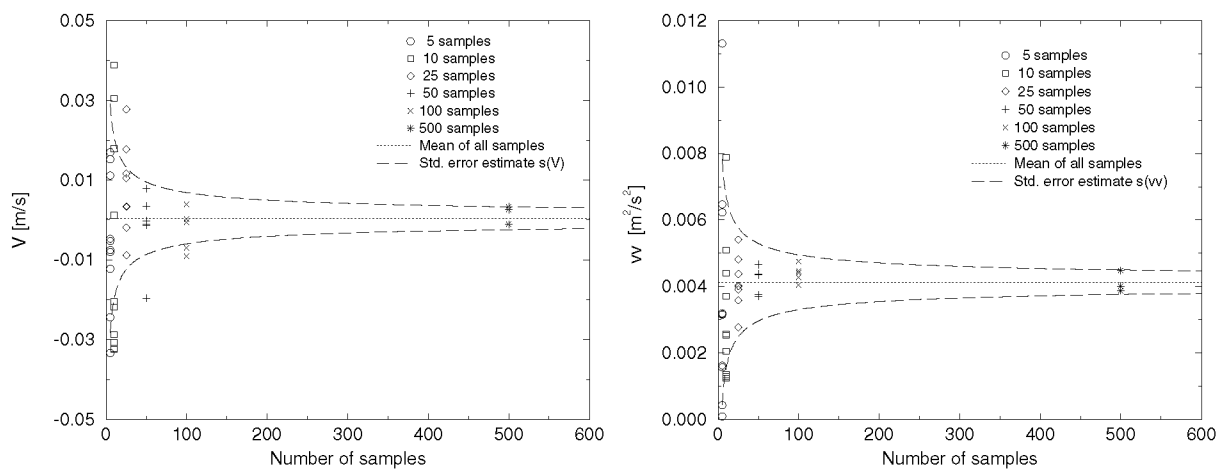 0.05
0.03
0.01
-0.01
-0.03
-0.05
V [m/s]
0 100 200 300 400 500 600
Number of samples
5 samples
10 samples
25 samples
50 samples
100 samples
500 samples
Mean of all samples
Std. error estimate s(V)
0.012
0.010
0.008
0.006
0.004
0.002
0.000
vv [m²/s²]
0 100 200 300 400 500 600
Number of samples
5 samples
10 samples
25 samples
50 samples
100 samples
500 samples
Mean of all samples
Std. error estimate s(vv)